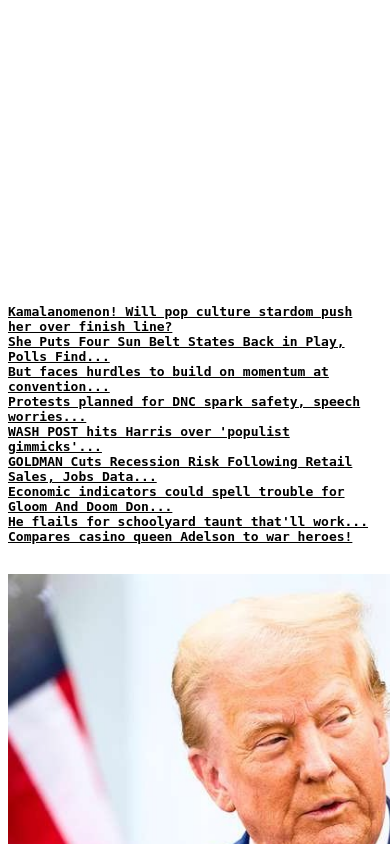 Kamalanomenon! Will pop culture stardom push
her over finish line?
She Puts Four Sun Belt States Back in Play,
Polls Find...
But faces hurdles to build on momentum at
convention...
Protests planned for DNC spark safety, speech
worries...
WASH POST hits Harris over 'populist
gimmicks'...
GOLDMAN Cuts Recession Risk Following Retail
Sales, Jobs Data...
Economic indicators could spell trouble for
Gloom And Doom Don...
He flails for schoolyard taunt that'll work...
Compares casino queen Adelson to war heroes!